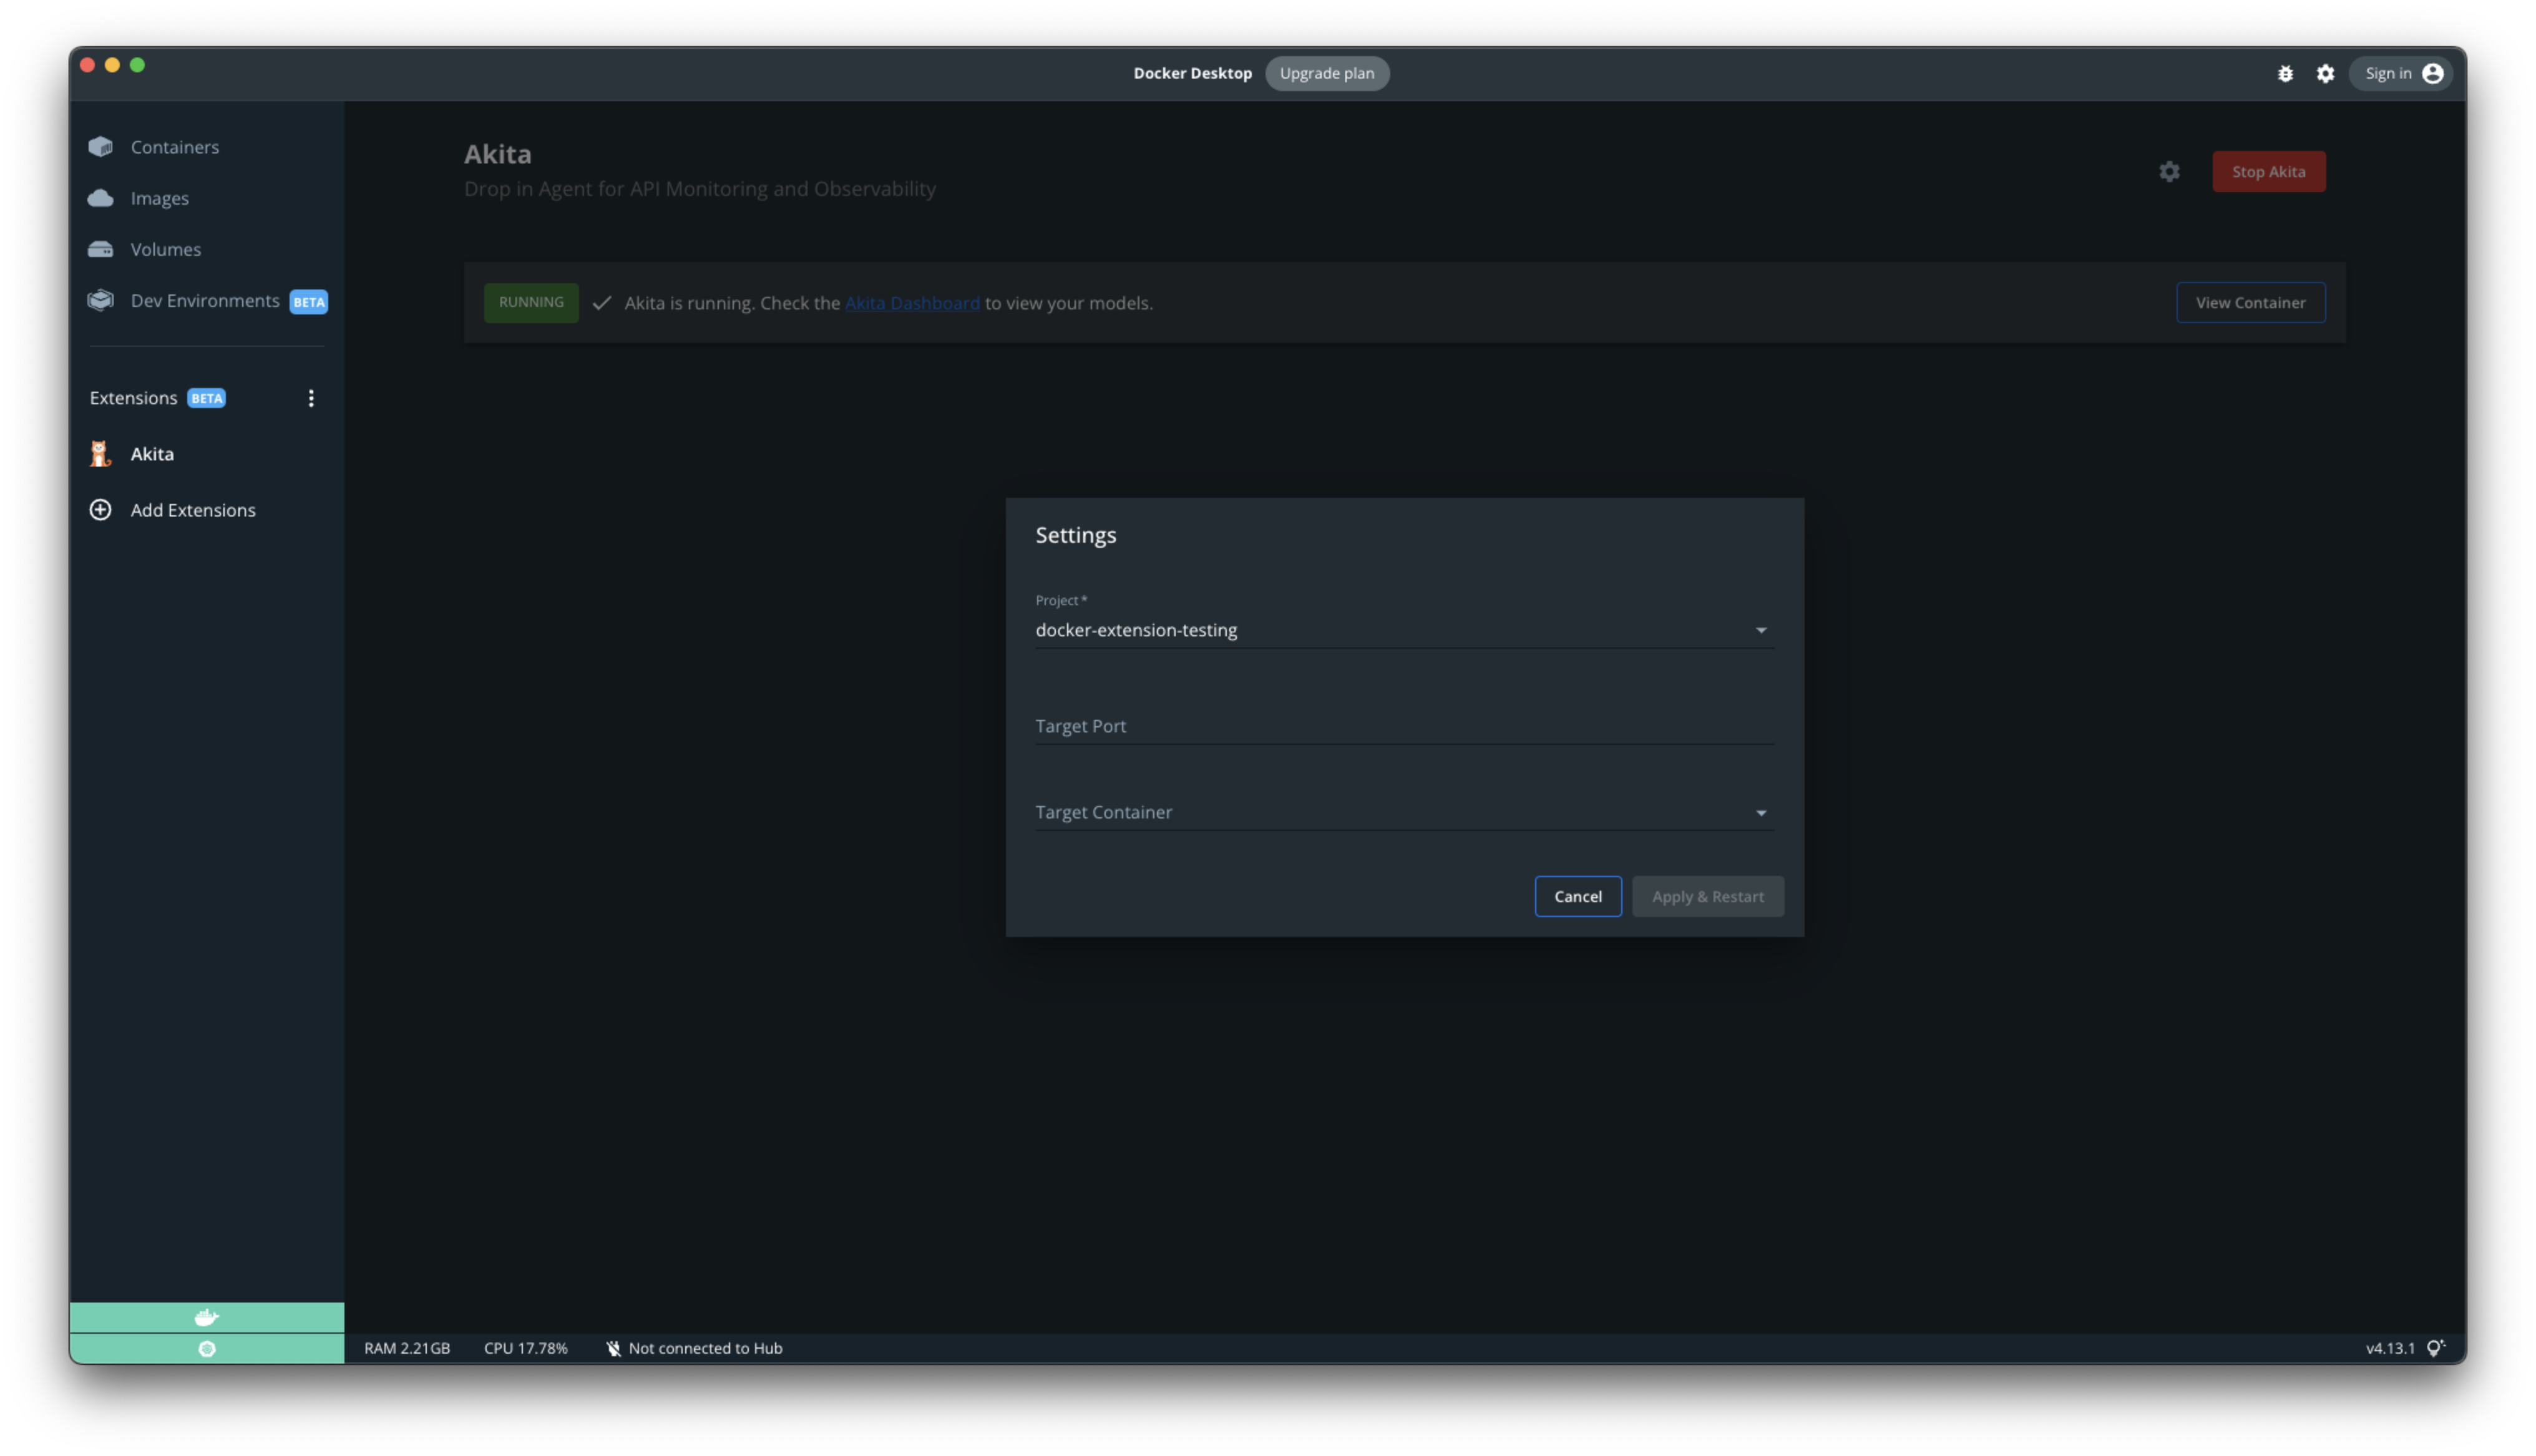 Docker Desktop
Upgrade plan
Sign in
Containers
Images
Volumes
Dev Environments BETA
Extensions BETA
Akita
Add Extensions
Akita
Drop in Agent for API Monitoring and Observability
Stop Akita
RUNNING
Akita is running. Check the Akita Dashboard to view your models.
View Container
Settings
Project *
docker-extension-testing
Target Port
Target Container
Cancel
Apply & Restart
RAM 2.21GB
CPU 17.78%
Not connected to Hub
v4.13.1